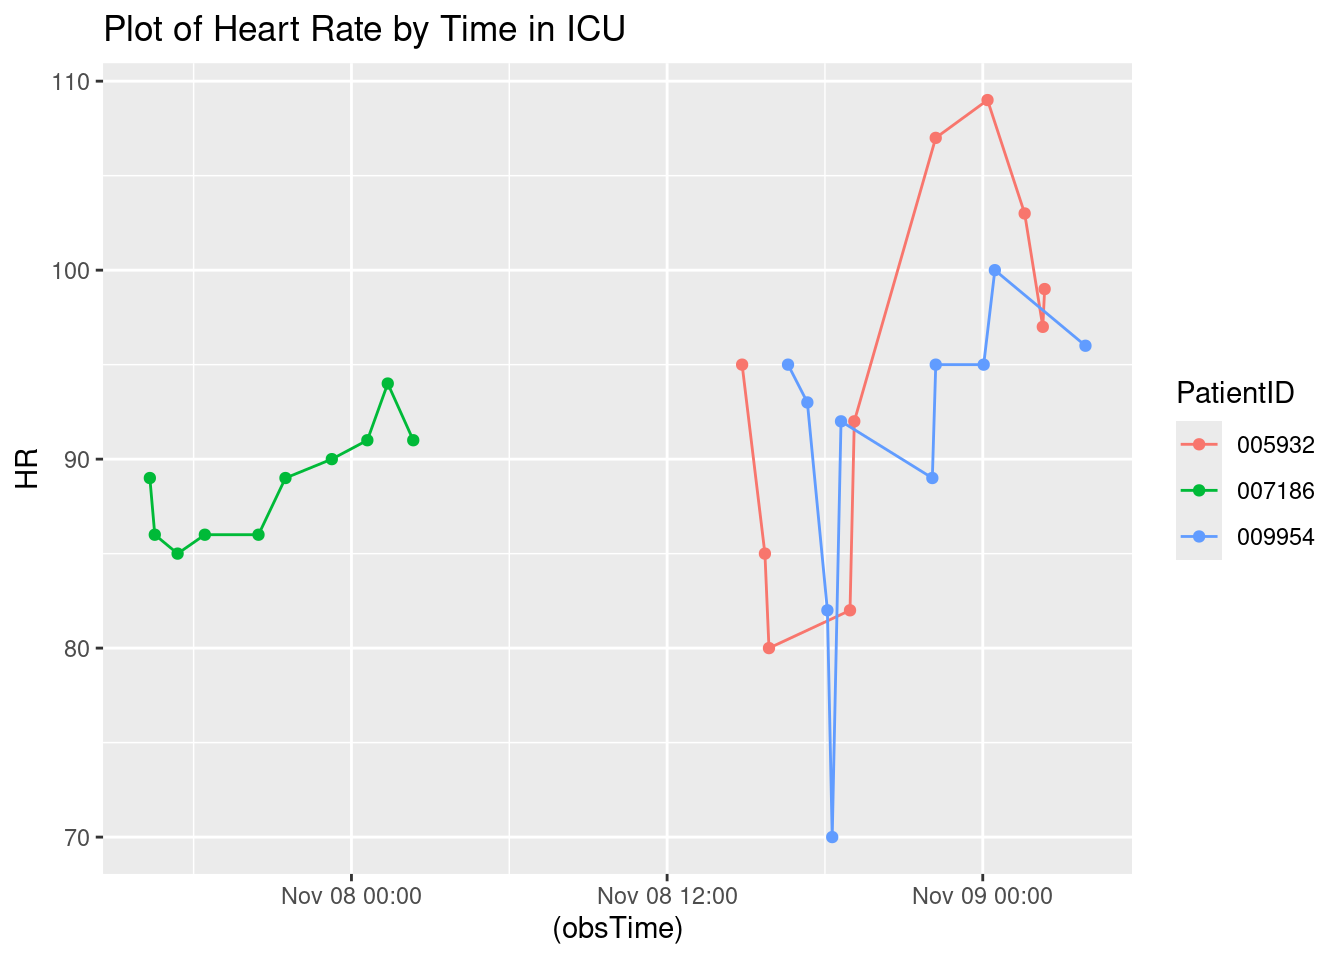 Plot of Heart Rate by Time in ICU
110
100
90
80
70
HR
Nov 08 00:00
Nov 08 12:00
Nov 09 00:00
(obsTime)
PatientID
005932
007186
009954